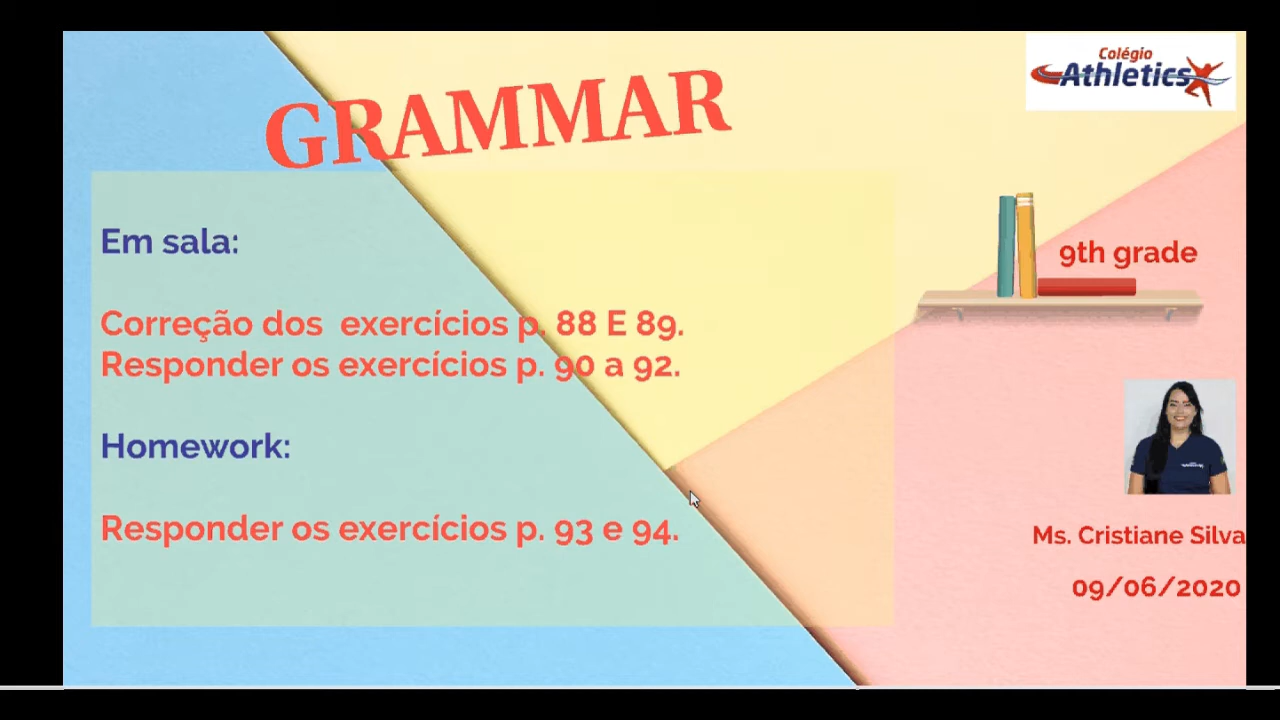 Colégio
Athletics
GRAMMAR
Em sala:
Correção dos exercícios p. 88 E 89.
Responder os exercícios p. 90 a 92.
Homework:
Responder os exercícios p. 93 e 94.
9th grade
Ms. Cristiane Silva
09/06/2020